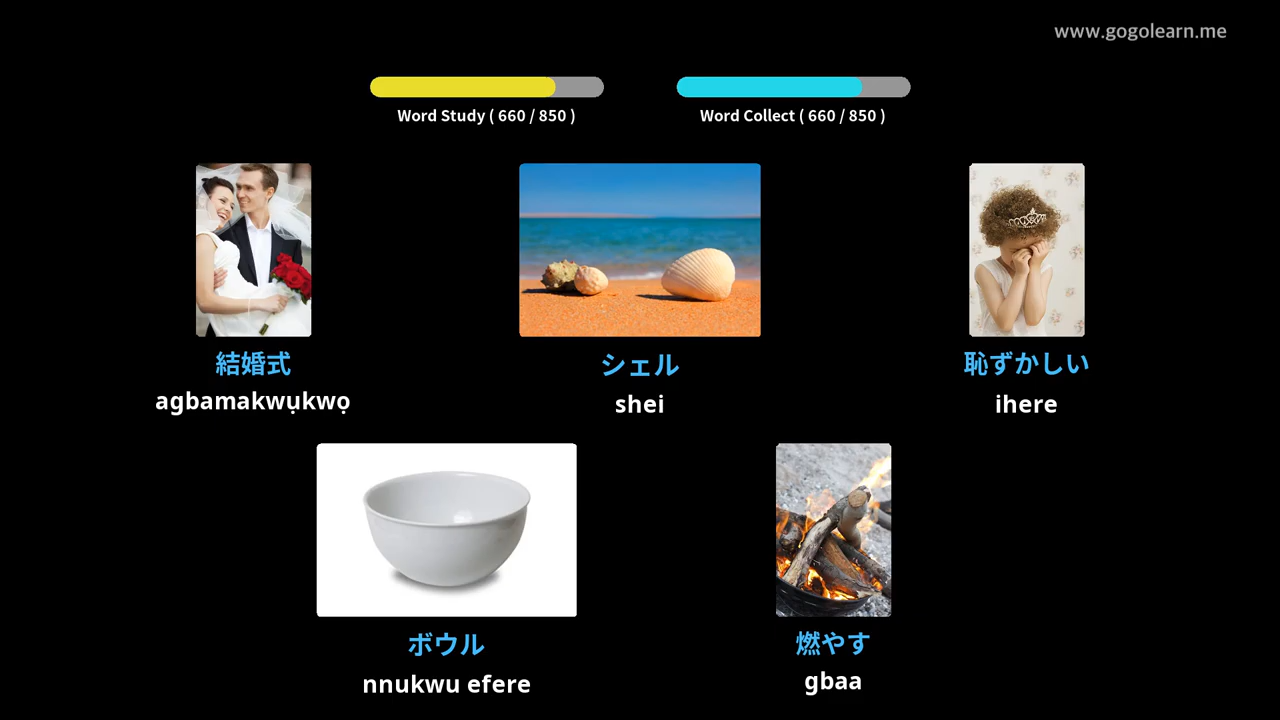 www.gogolearn.me
Word Study ( 660 / 850 )
Word Collect ( 660 / 850 )
結婚式
agbamakwụkwọ
シェル
shei
恥ずかしい
ihere
ボウル
nnukwu efere
燃やす
gbaa